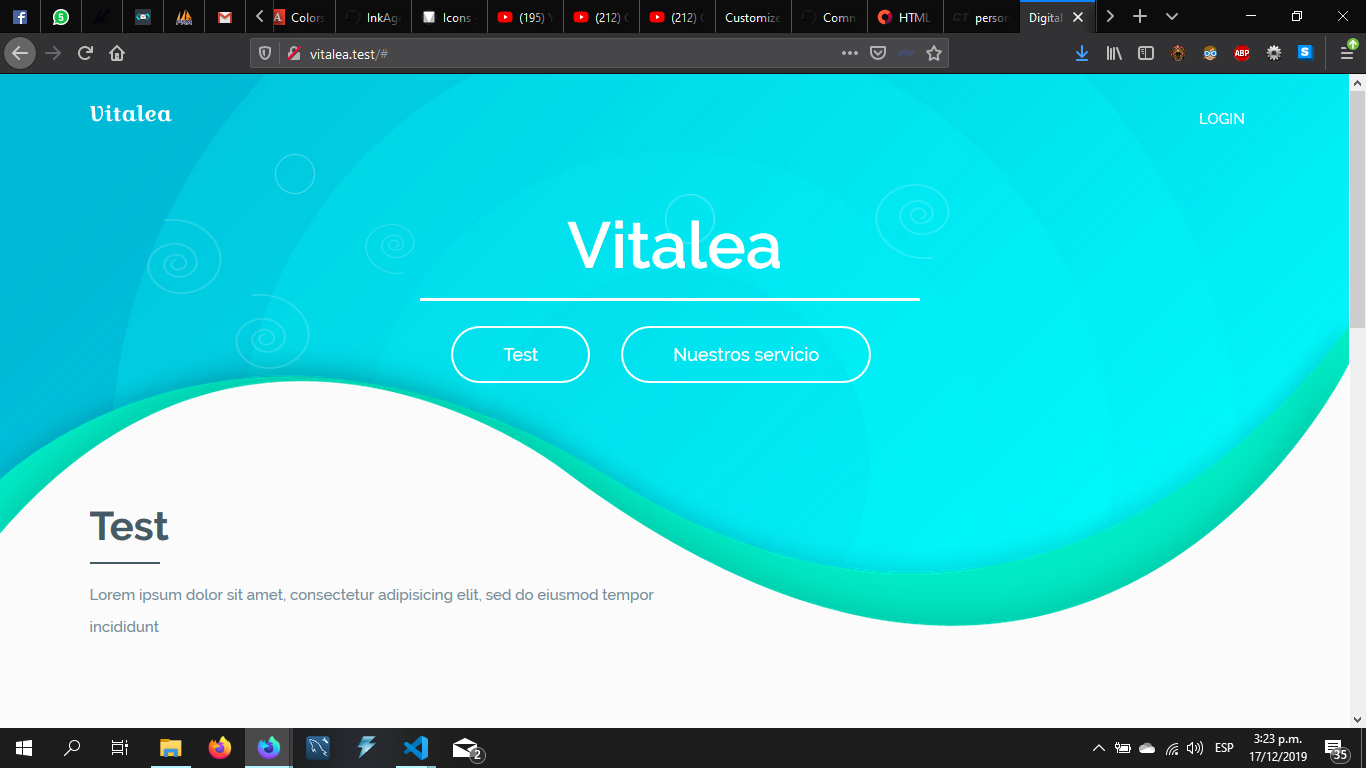 Colors
InkAg
Icons
(195)
(212)
(212)
Customize
Comm
HTML
CT person
Digital
vitalea.test/#
ABP
S
Vitalea
LOGIN
Vitalea
Test
Nuestros servicio
Test
Lorem ipsum dolor sit amet, consectetur adipisicing elit, sed do eiusmod tempor
incididunt
2
ESP
3:23 p.m.
17/12/2019
35